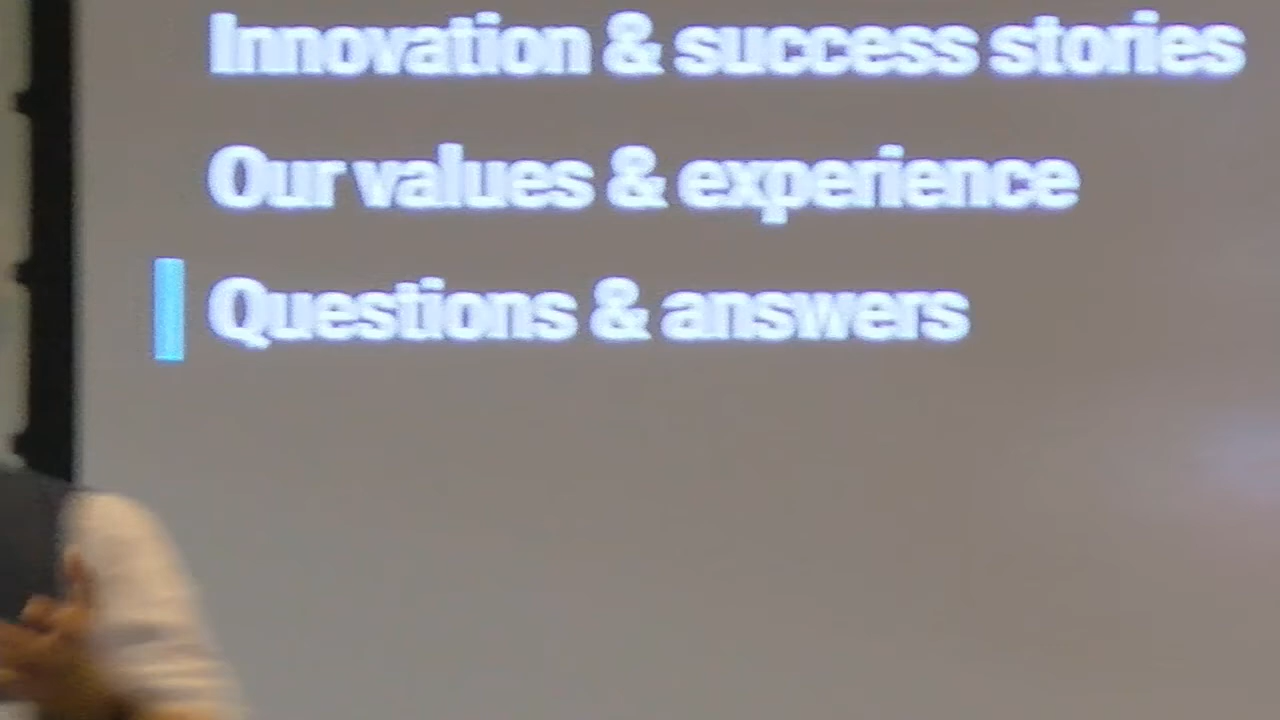 Innovation & success stories
Our values & experience
Questions & answers